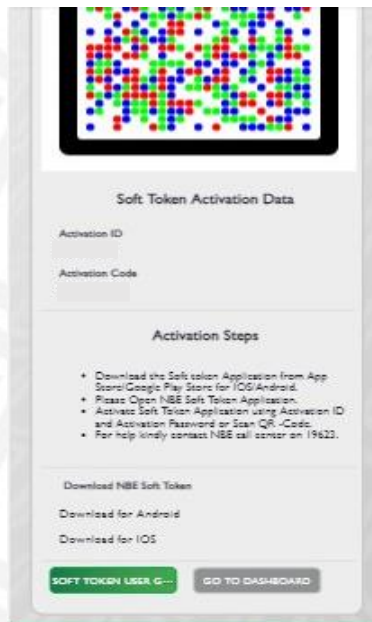 Soft Token Activation Data
Activation ID
Activation Code
Activation Steps
• Download the Soft token Application from App
Store/Google Play Store for IOS/Android.
• Please Open NBE Soft Token Application.
• Activate Soft Token Application using Activation ID
and Activation Password or Scan QR -Code.
• For help kindly contact NBE call center on 19623.
Download NBE Soft Token
Download for Android
Download for IOS
SOFT TOKEN USER G...
GO TO DASHBOARD